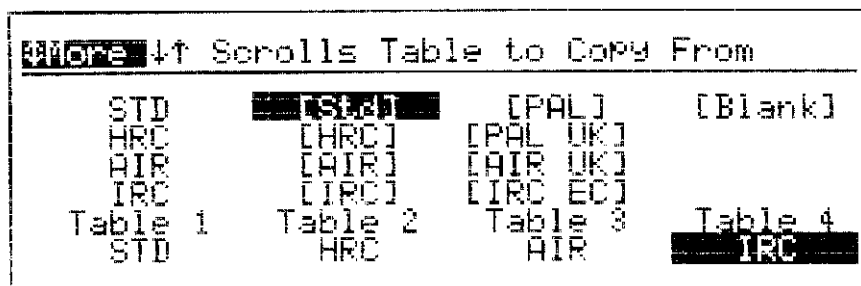 More ↓↑ Scrolls Table to Copy From
STD [Std] [PAL] [Blank]
HRC [HRC] [PAL UK]
AIR [AIR] [AIR UK]
IRC [IRC] [IRC EC]
Table 1 Table 2 Table 3 Table 4
STD HRC AIR IRC